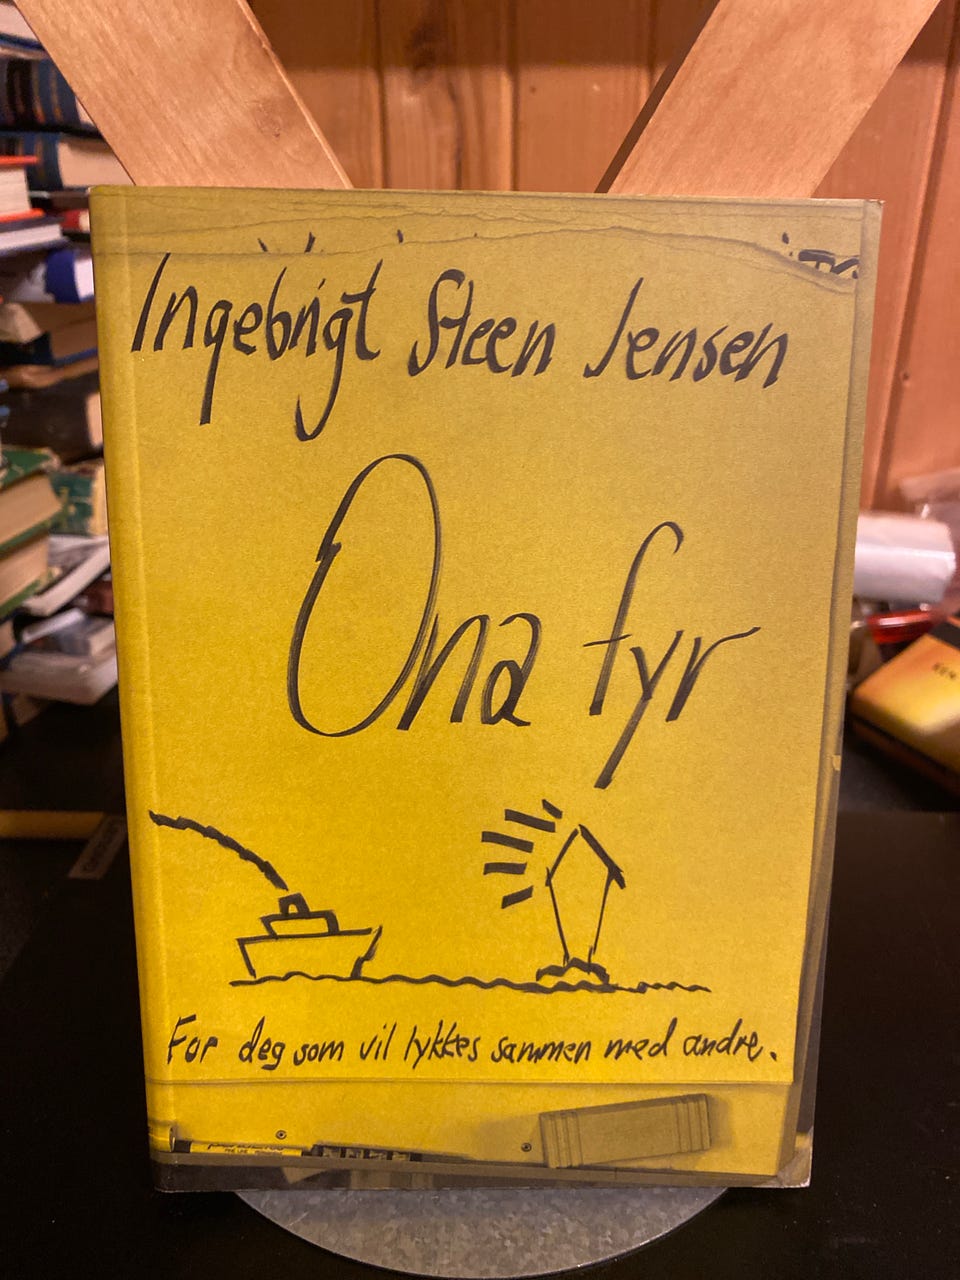 Ingebrigt Steen Jensen
Ona fyr
For deg som vil lykkes sammen med andre.